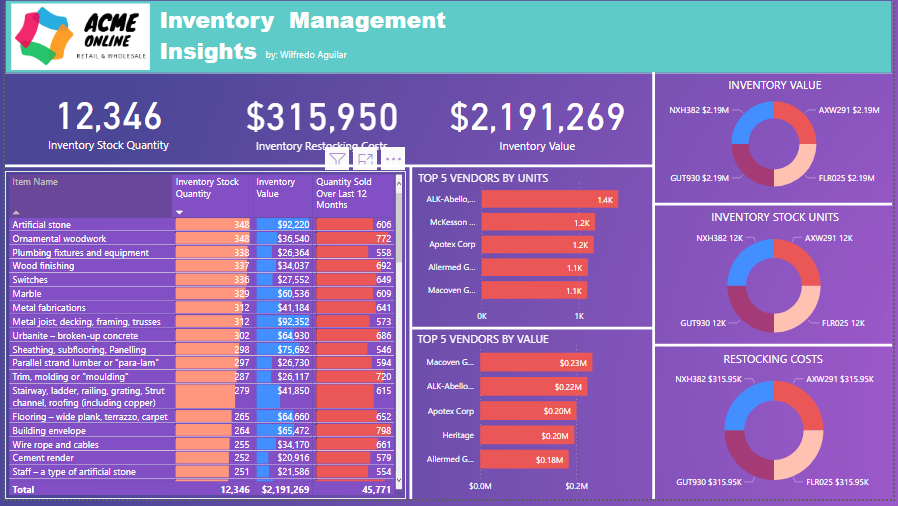 ACME
ONLINE
RETAIL & WHOLESALE
Inventory Management
Insights by: Wilfredo Aguilar
12,346
Inventory Stock Quantity
$315,950
Inventory Restocking Costs
$2,191,269
Inventory Value
Item Name Inventory Stock Quantity Inventory Value Quantity Sold Over Last 12 Months
Artificial stone 348 $92,220 606
Ornamental woodwork 348 $36,540 772
Plumbing fixtures and equipment 338 $26,364 558
Wood finishing 337 $34,037 692
Switches 336 $27,552 649
Marble 329 $60,536 609
Metal fabrications 312 $41,184 641
Metal joist, decking, framing, trusses 312 $92,352 573
Urbanite – broken-up concrete 302 $64,930 686
Sheathing, subflooring, Panelling 298 $75,692 546
Parallel strand lumber or "para-lam" 297 $26,730 594
Trim, molding or "moulding" 287 $26,117 720
Stairway, ladder, railing, grating, Strut channel, roofing (including copper) 279 $41,850 615
Flooring – wide plank, terrazzo, carpet 265 $64,660 652
Building envelope 264 $65,472 798
Wire rope and cables 255 $34,170 661
Cement render 252 $20,916 579
Staff – a type of artificial stone 251 $21,586 554
Total 12,346 $2,191,269 45,771
TOP 5 VENDORS BY UNITS
ALK-Abello,... 1.4K
McKesson ... 1.2K
Apotex Corp 1.2K
Allermed G... 1.1K
Macoven G... 1.1K
0K 1K
TOP 5 VENDORS BY VALUE
Macoven G... $0.23M
ALK-Abello... $0.22M
Apotex Corp $0.20M
Heritage $0.20M
Allermed G... $0.18M
$0.0M $0.2M
INVENTORY VALUE
NXH382 $2.19M AXW291 $2.19M
GUT930 $2.19M FLR025 $2.19M
INVENTORY STOCK UNITS
NXH382 12K AXW291 12K
GUT930 12K FLR025 12K
RESTOCKING COSTS
NXH382 $315.95K AXW291 $315.95K
GUT930 $315.95K FLR025 $315.95K